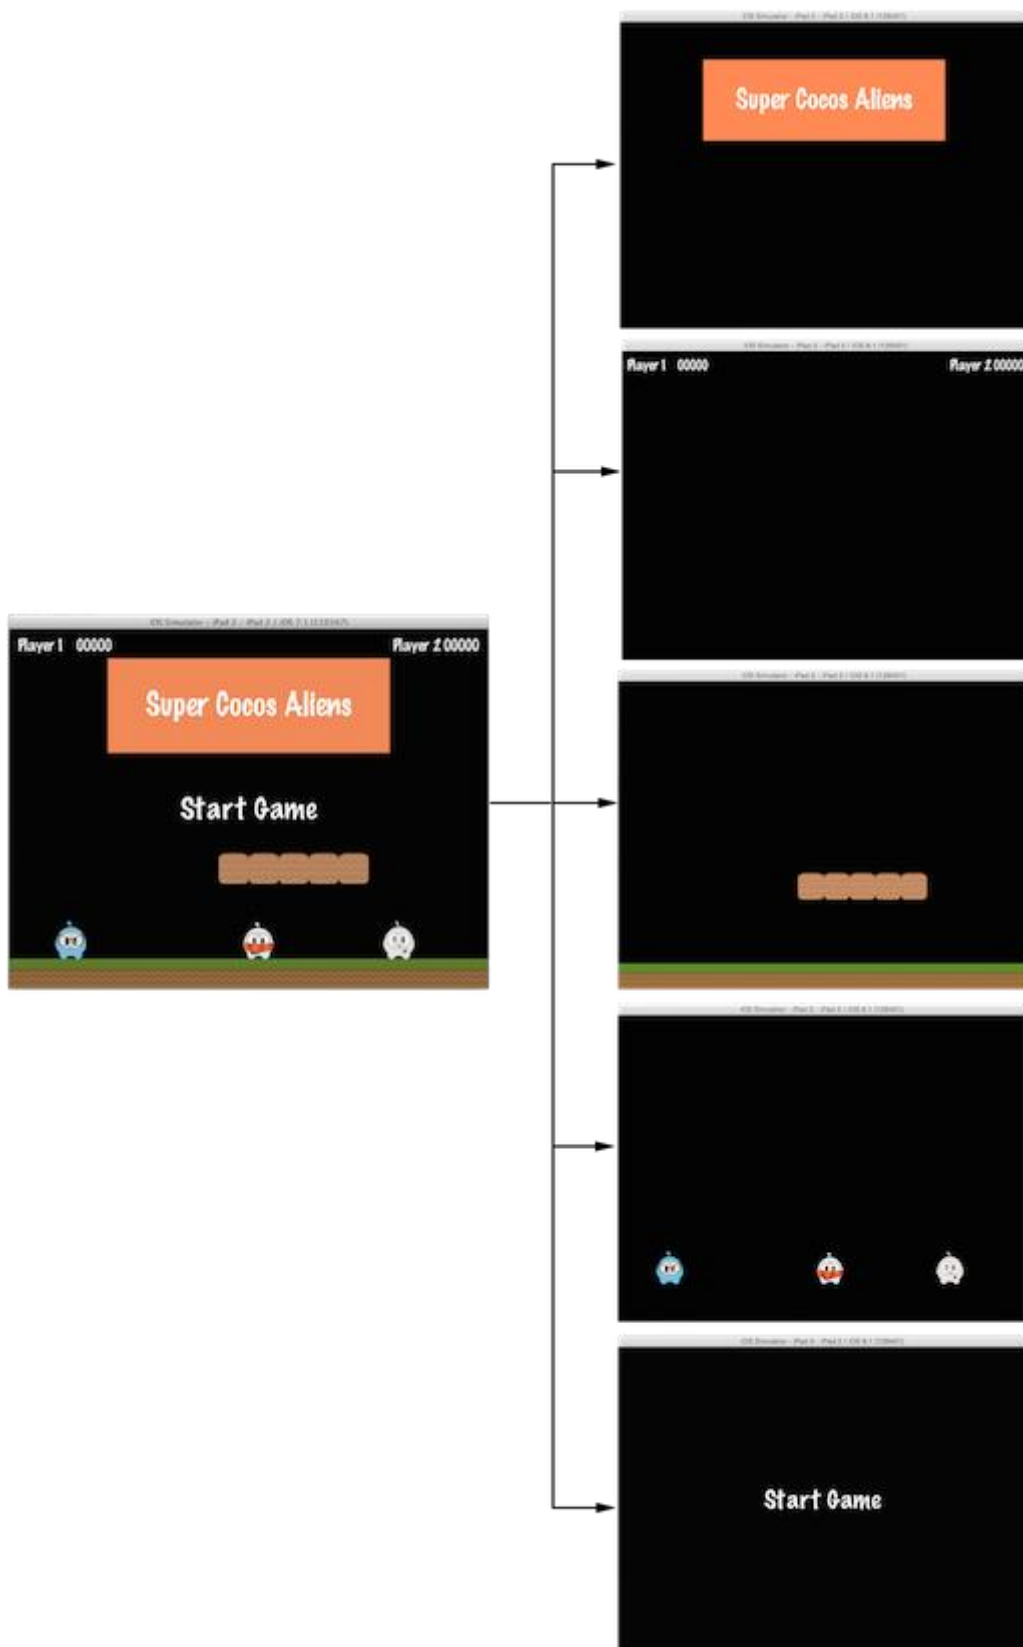 Super Cocos Aliens
Player 1 00000 Player 2 00000
Player 1 00000 Player 2 00000
Super Cocos Aliens
Start Game
Start Game